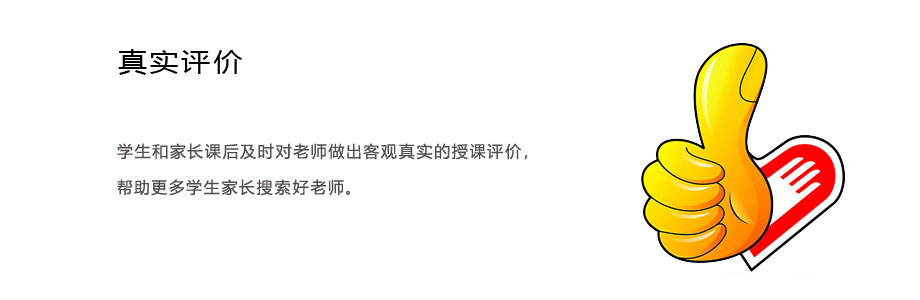 真实评价
学生和家长课后及时对老师做出客观真实的授课评价，
帮助更多学生家长搜索好老师。